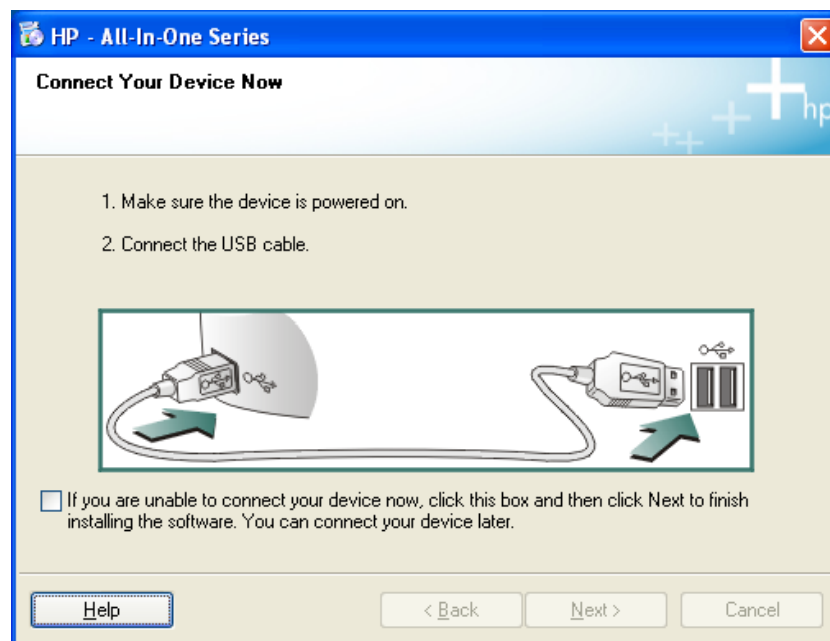 HP - All-In-One Series
Connect Your Device Now
hp
1. Make sure the device is powered on.
2. Connect the USB cable.
If you are unable to connect your device now, click this box and then click Next to finish
installing the software. You can connect your device later.
Help
< Back
Next >
Cancel